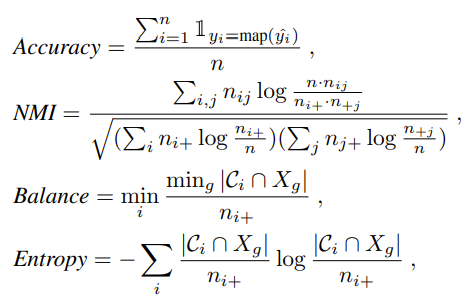 $Accuracy = \frac{\sum_{i=1}^{n} \mathbb{1}_{y_i = \text{map}(\hat{y_i})}}{n}$ ,
$NMI = \frac{\sum_{i,j} n_{ij} \log \frac{n \cdot n_{ij}}{n_{i+} \cdot n_{+j}}}{\sqrt{(\sum_i n_{i+} \log \frac{n_{i+}}{n})(\sum_j n_{j+} \log \frac{n_{+j}}{n})}}$ ,
$Balance = \min_i \frac{\min_g |\mathcal{C}_i \cap X_g|}{n_{i+}}$ ,
$Entropy = -\sum_i \frac{|\mathcal{C}_i \cap X_g|}{n_{i+}} \log \frac{|\mathcal{C}_i \cap X_g|}{n_{i+}}$ ,